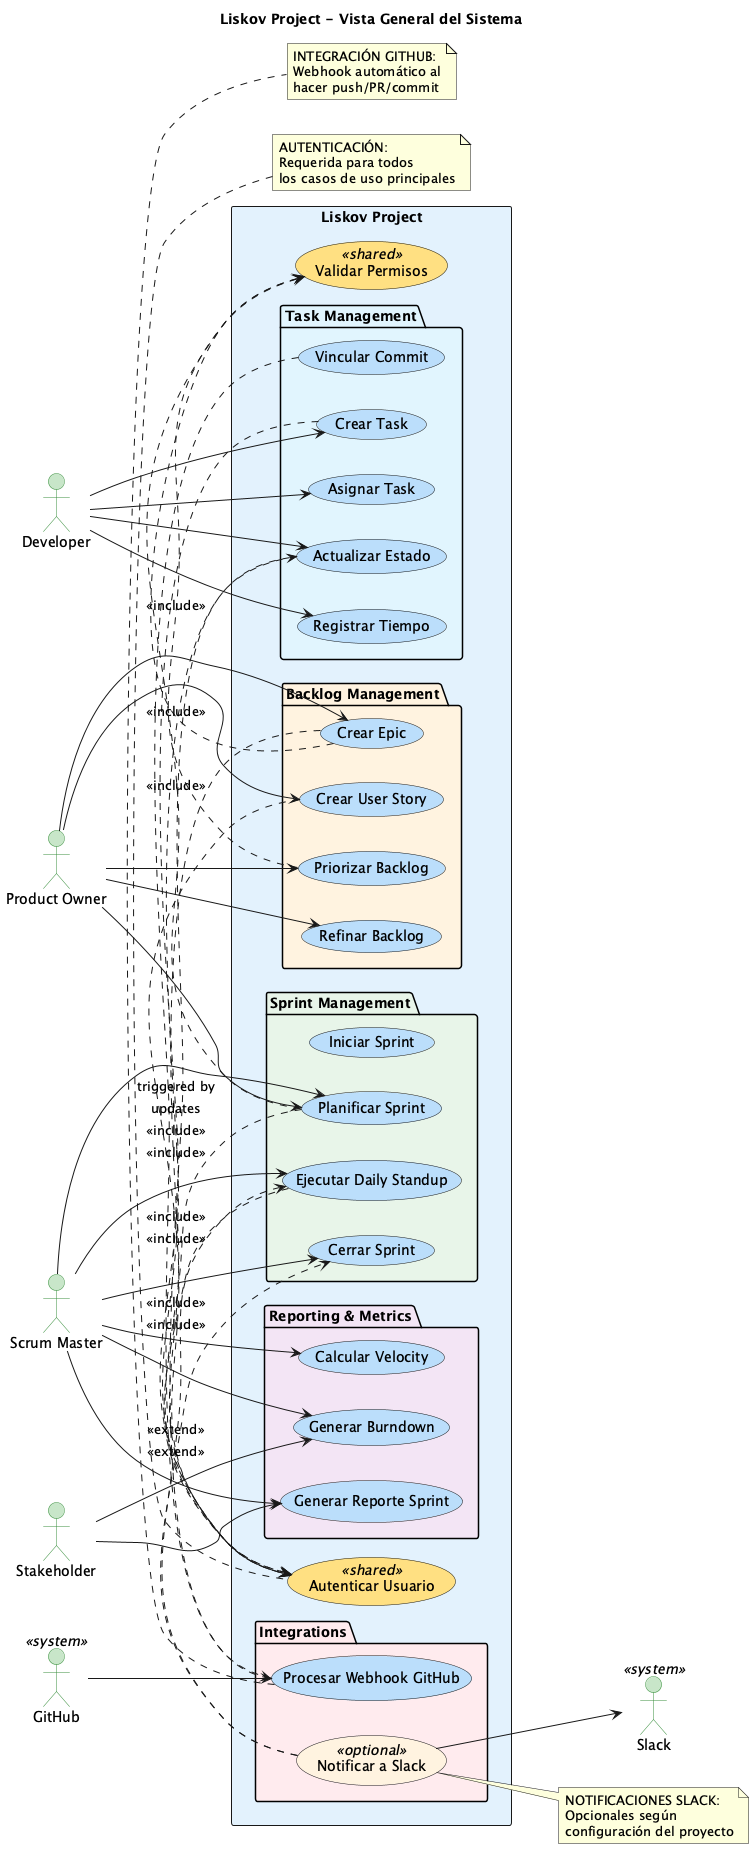 Liskov Project - Vista General del Sistema
INTEGRACIÓN GITHUB:
Webhook automático al
hacer push/PR/commit
AUTENTICACIÓN:
Requerida para todos
los casos de uso principales
Liskov Project
«shared»
Validar Permisos
Task Management
Vincular Commit
Crear Task
Asignar Task
Developer
Actualizar Estado
«include»
Registrar Tiempo
Backlog Management
«include»
Crear Epic
«include»
Crear User Story
Priorizar Backlog
Product Owner
Refinar Backlog
Sprint Management
Iniciar Sprint
triggered by
updates
Planificar Sprint
«include»
«include»
Ejecutar Daily Standup
«include»
«include»
Cerrar Sprint
«include»
«include»
Reporting & Metrics
Scrum Master
Calcular Velocity
«extend»
Generar Burndown
«extend»
Generar Reporte Sprint
Stakeholder
«shared»
Autenticar Usuario
Integrations
«system»
GitHub
Procesar Webhook GitHub
«system»
Slack
«optional»
Notificar a Slack
NOTIFICACIONES SLACK:
Opcionales según
configuración del proyecto